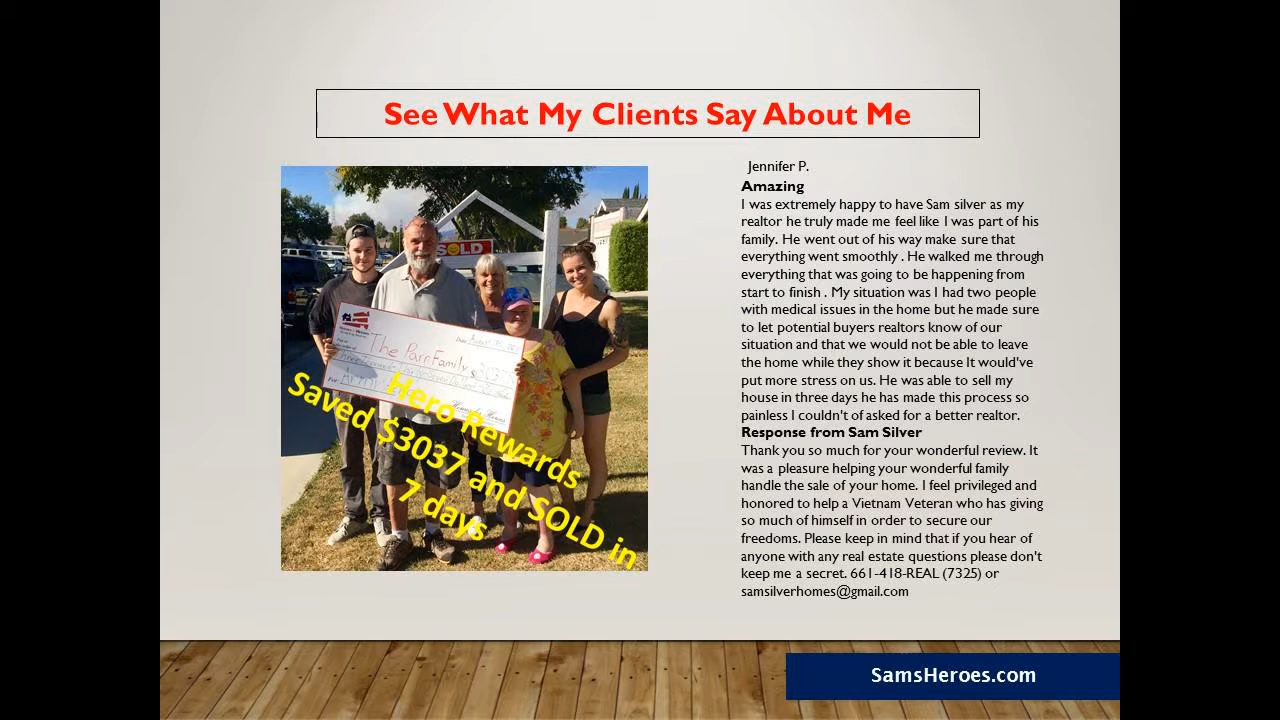 See What My Clients Say About Me
Jennifer P.
Amazing
I was extremely happy to have Sam silver as my
realtor he truly made me feel like I was part of his
family. He went out of his way make sure that
everything went smoothly . He walked me through
everything that was going to be happening from
start to finish . My situation was I had two people
with medical issues in the home but he made sure
to let potential buyers realtors know of our
situation and that we would not be able to leave
the home while they show it because It would've
put more stress on us. He was able to sell my
house in three days he has made this process so
painless I couldn't of asked for a better realtor.
Response from Sam Silver
Thank you so much for your wonderful review. It
was a pleasure helping your wonderful family
handle the sale of your home. I feel privileged and
honored to help a Vietnam Veteran who has giving
so much of himself in order to secure our
freedoms. Please keep in mind that if you hear of
anyone with any real estate questions please don't
keep me a secret. 661-418-REAL (7325) or
samsilverhomes@gmail.com
SOLD
The Parr Family
Hero Rewards
Saved $3037 and SOLD in
7 days
SamsHeroes.com